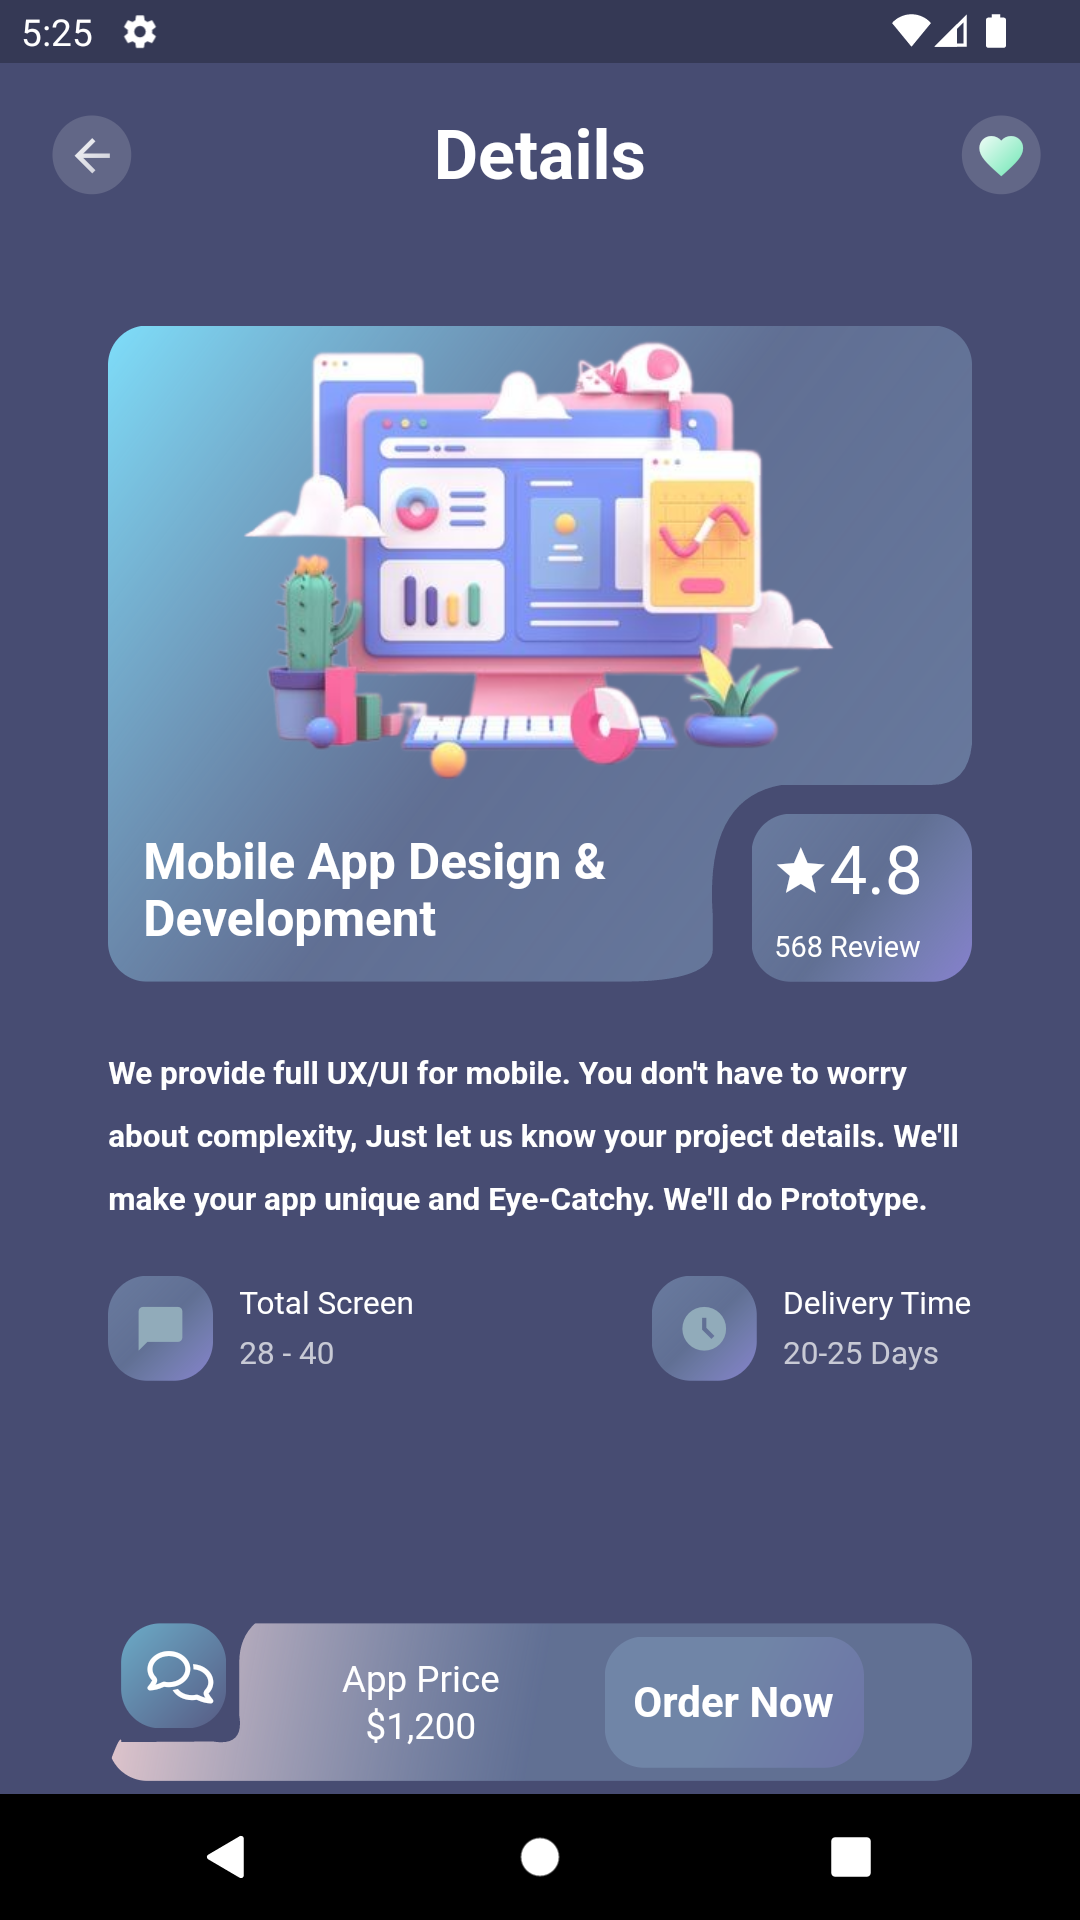 5:25
Details
Mobile App Design &
Development
4.8
568 Review
We provide full UX/UI for mobile. You don't have to worry
about complexity, Just let us know your project details. We'll
make your app unique and Eye-Catchy. We'll do Prototype.
Total Screen
28 - 40
Delivery Time
20-25 Days
App Price
$1,200
Order Now